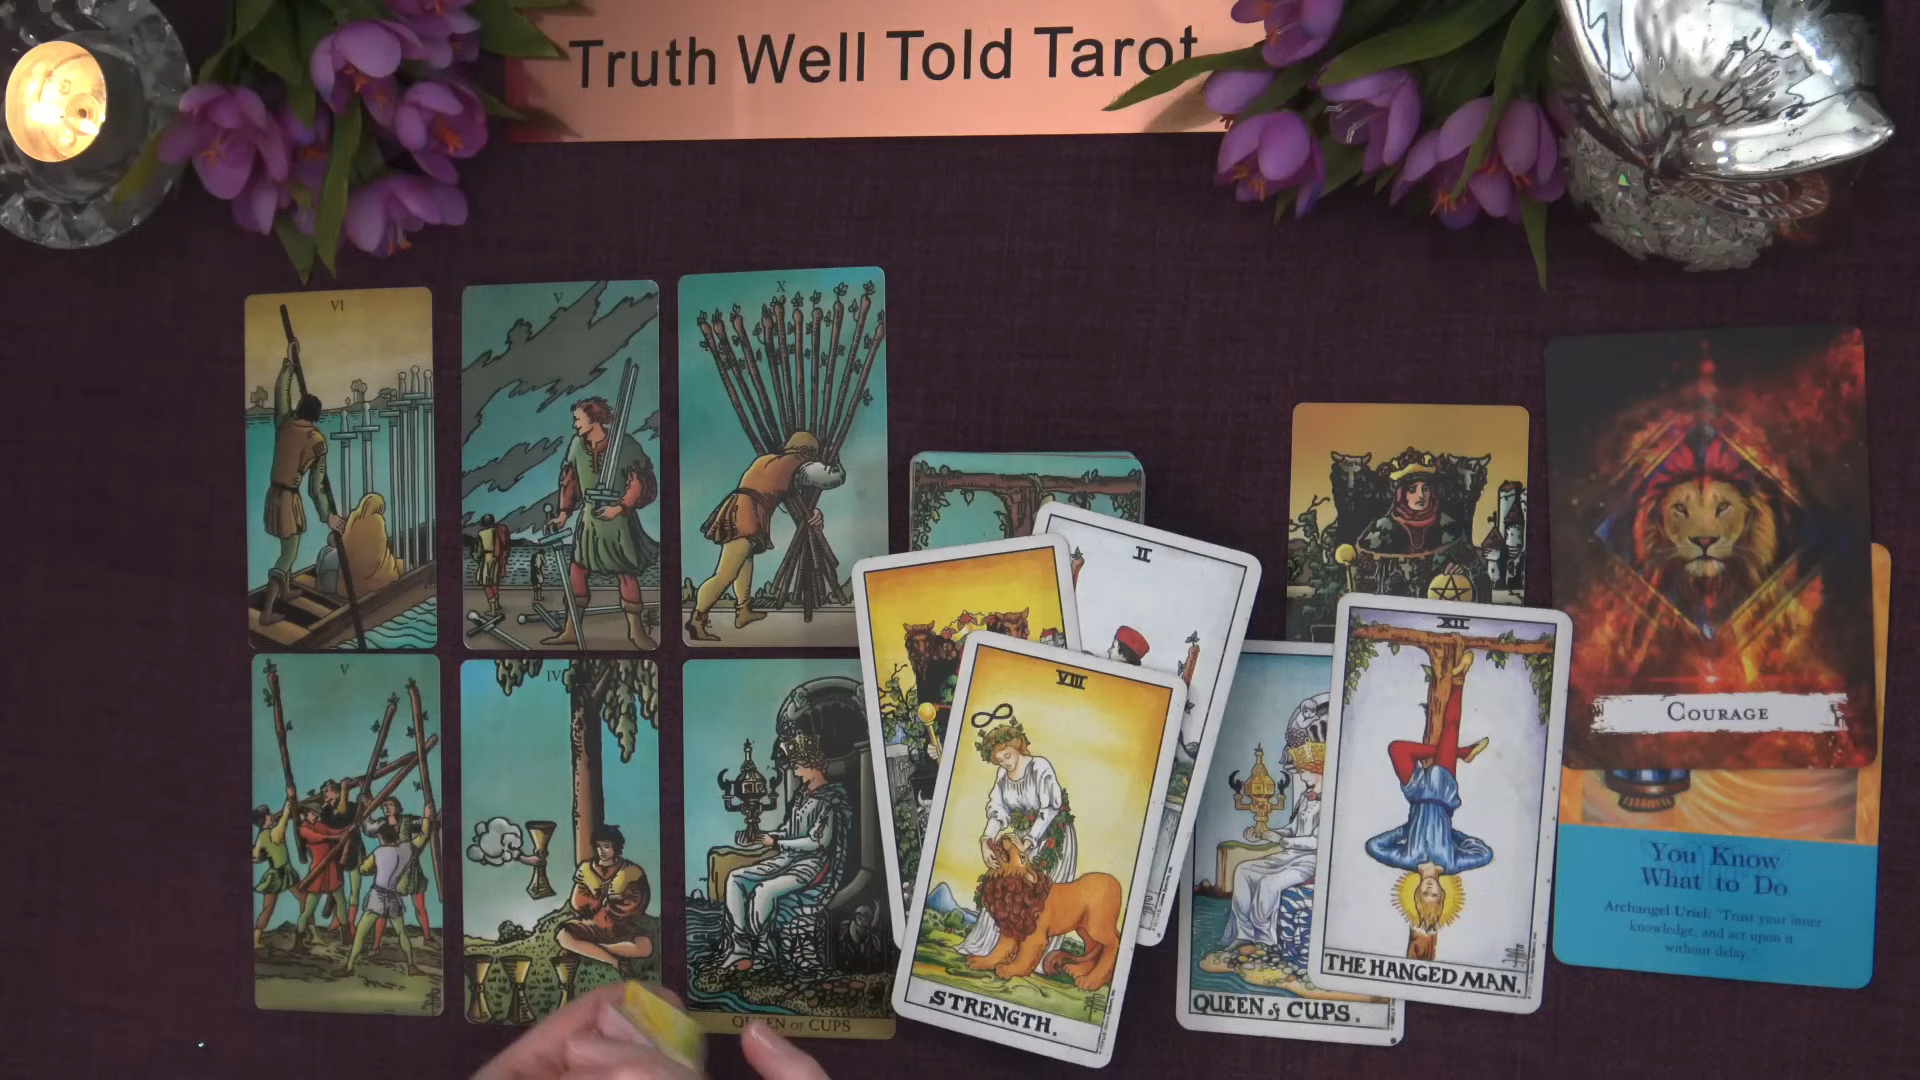 Truth Well Told Tarot
VI
V
X
II
XII
VIII
COURAGE
V
IV
You Know
What to Do
Archangel Uriel: "Trust your inner
knowledge, and act upon it
without delay."
THE HANGED MAN.
STRENGTH.
QUEEN of CUPS.
QUEEN OF CUPS